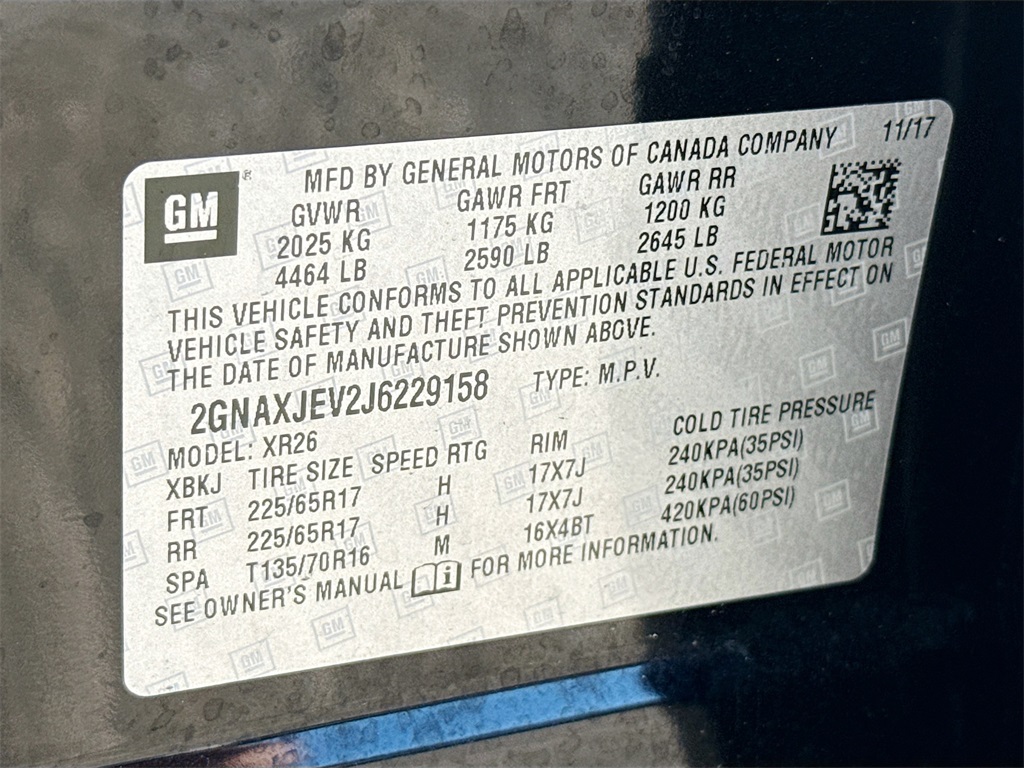 11/17
MFD BY GENERAL MOTORS OF CANADA COMPANY
GM ®
GVWR GAWR FRT GAWR RR
2025 KG 1175 KG 1200 KG
4464 LB 2590 LB 2645 LB
THIS VEHICLE CONFORMS TO ALL APPLICABLE U.S. FEDERAL MOTOR
VEHICLE SAFETY AND THEFT PREVENTION STANDARDS IN EFFECT ON
THE DATE OF MANUFACTURE SHOWN ABOVE.
2GNAXJEV2J6229158 TYPE: M.P.V.
MODEL: XR26
XBKJ TIRE SIZE SPEED RTG RIM COLD TIRE PRESSURE
FRT 225/65R17 H 17X7J 240KPA(35PSI)
RR 225/65R17 H 17X7J 240KPA(35PSI)
SPA T135/70R16 M 16X4BT 420KPA(60PSI)
SEE OWNER'S MANUAL FOR MORE INFORMATION.